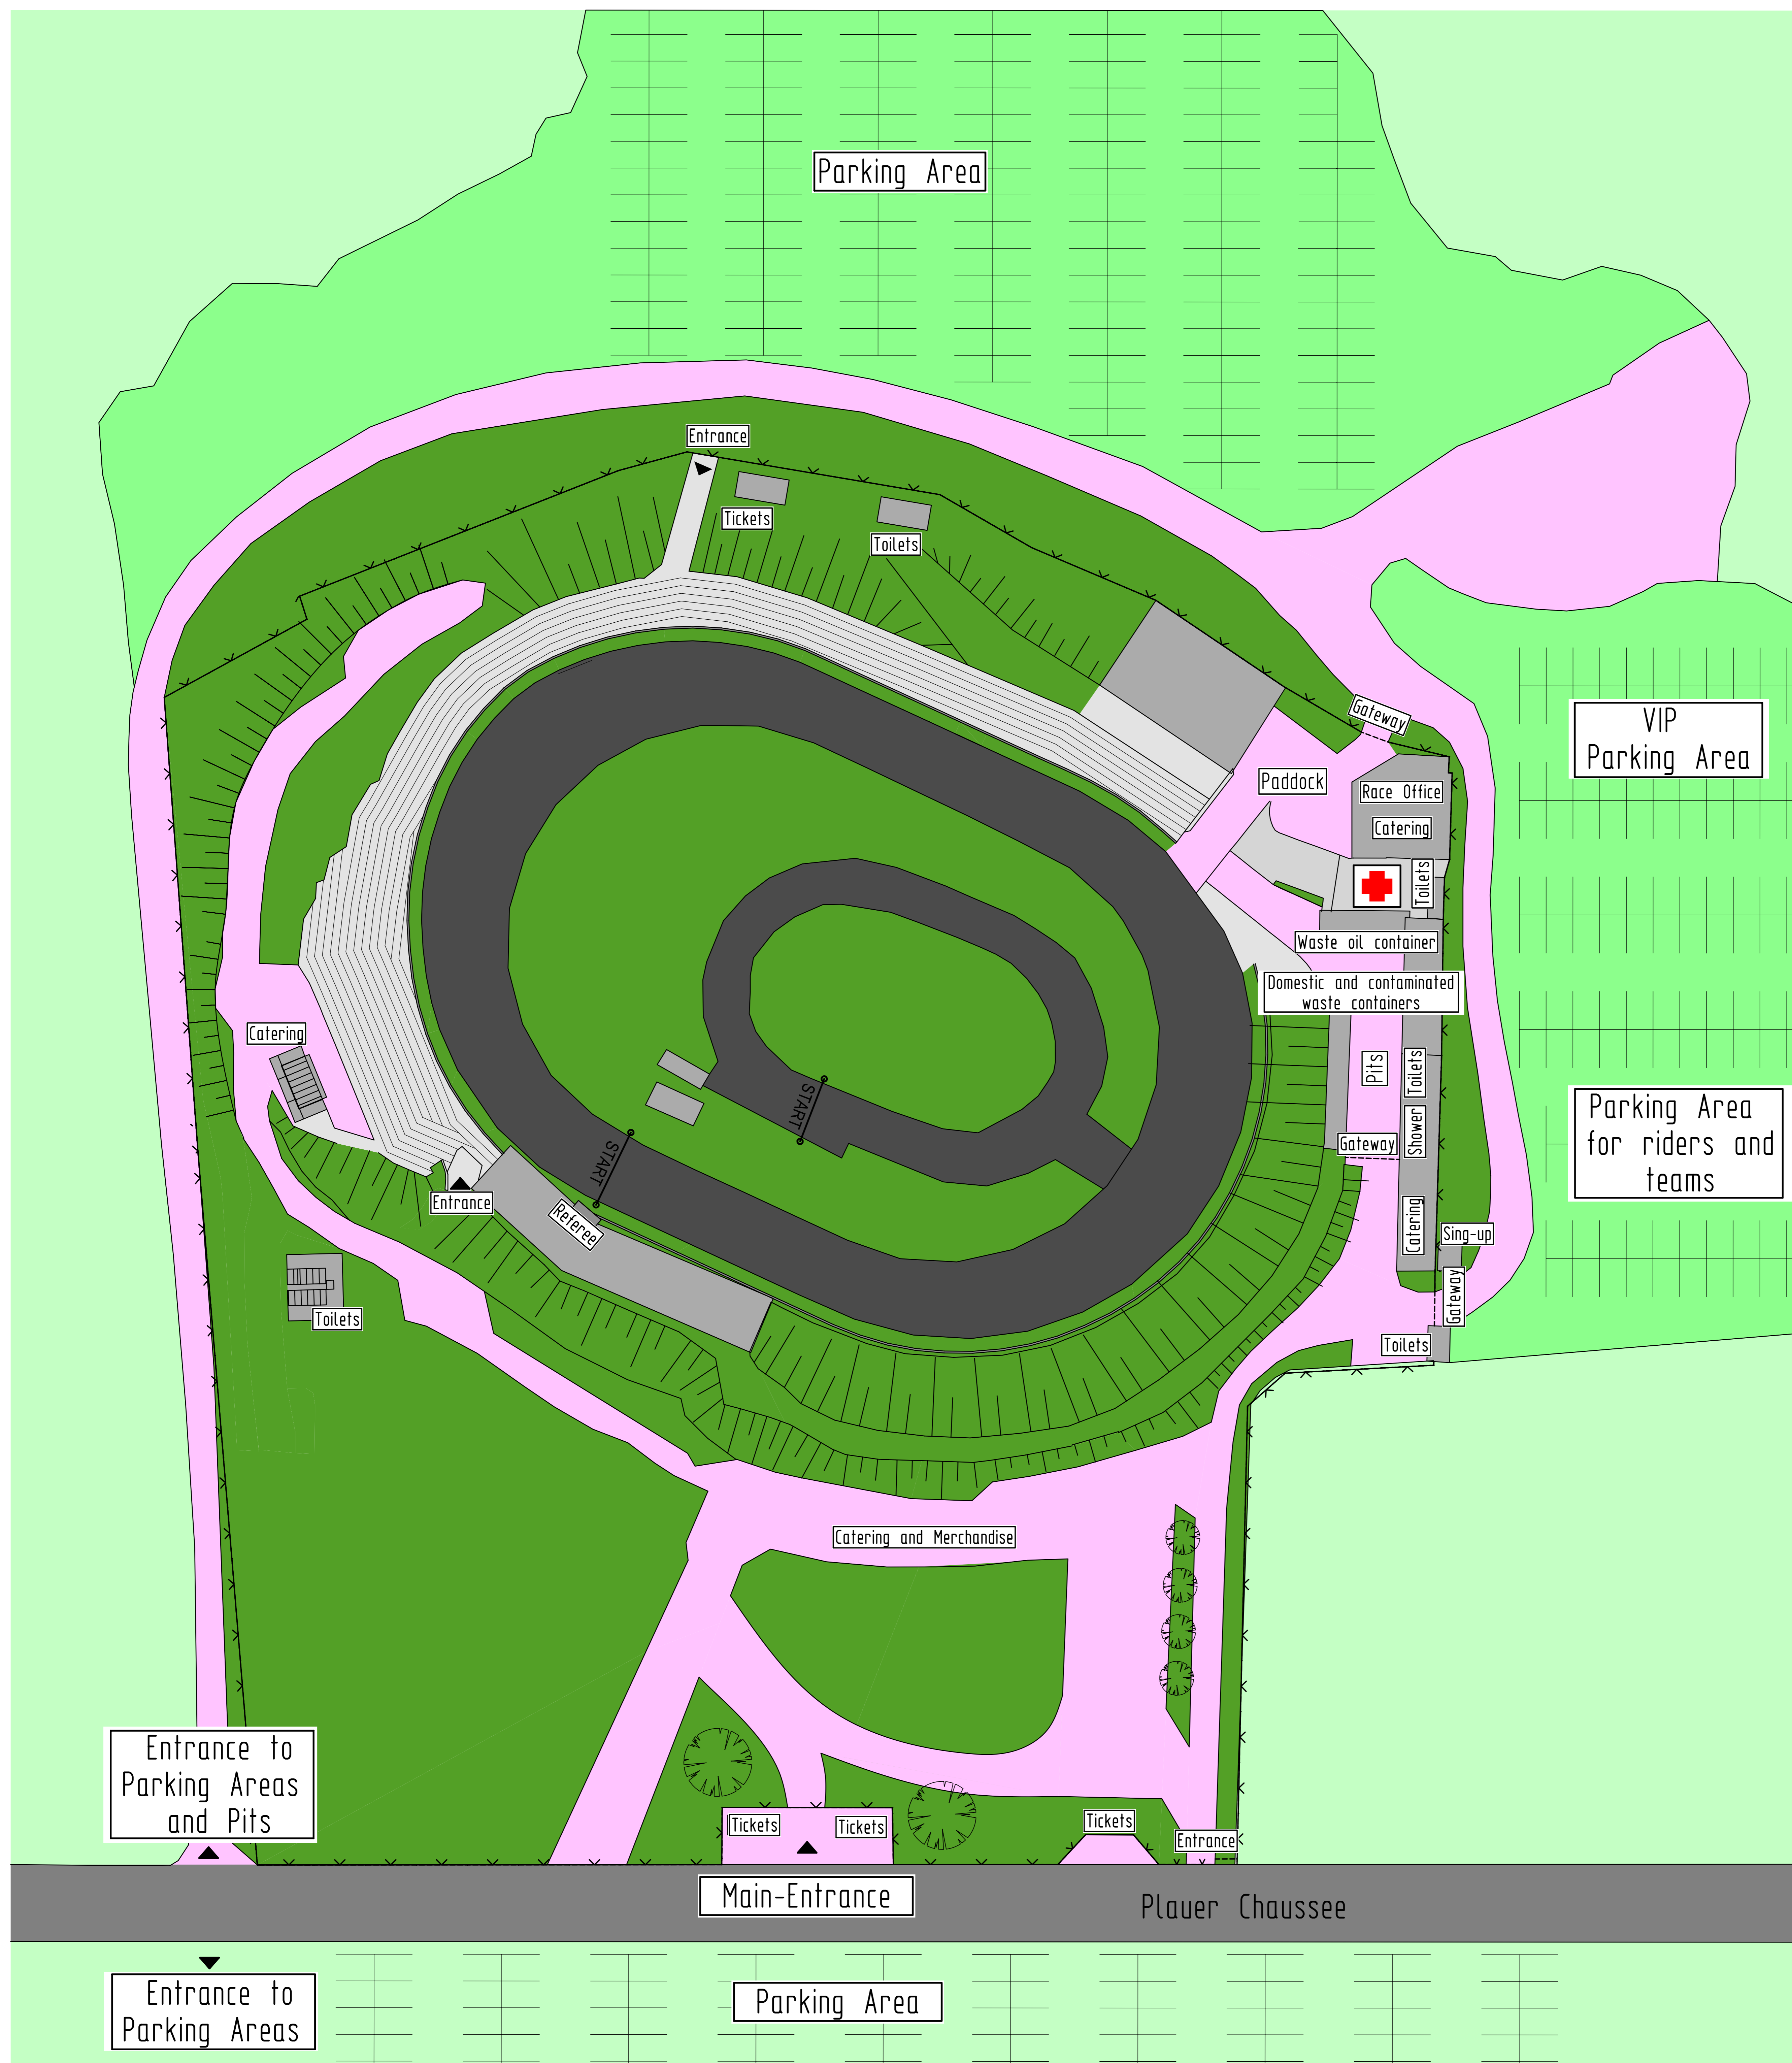 Parking Area
Entrance
Tickets
Toilets
Gateway
VIP
Parking Area
Paddock
Race Office
Catering
Toilets
Waste oil container
Domestic and contaminated
waste containers
Catering
Pits
Toilets
START
START
Parking Area
for riders and
teams
Shower
Gateway
Entrance
Referee
Catering
Sing-up
Gateway
Toilets
Toilets
Catering and Merchandise
Entrance to
Parking Areas
and Pits
Tickets
Tickets
Tickets
Entrance
Main-Entrance
Plauer Chaussee
Entrance to
Parking Areas
Parking Area